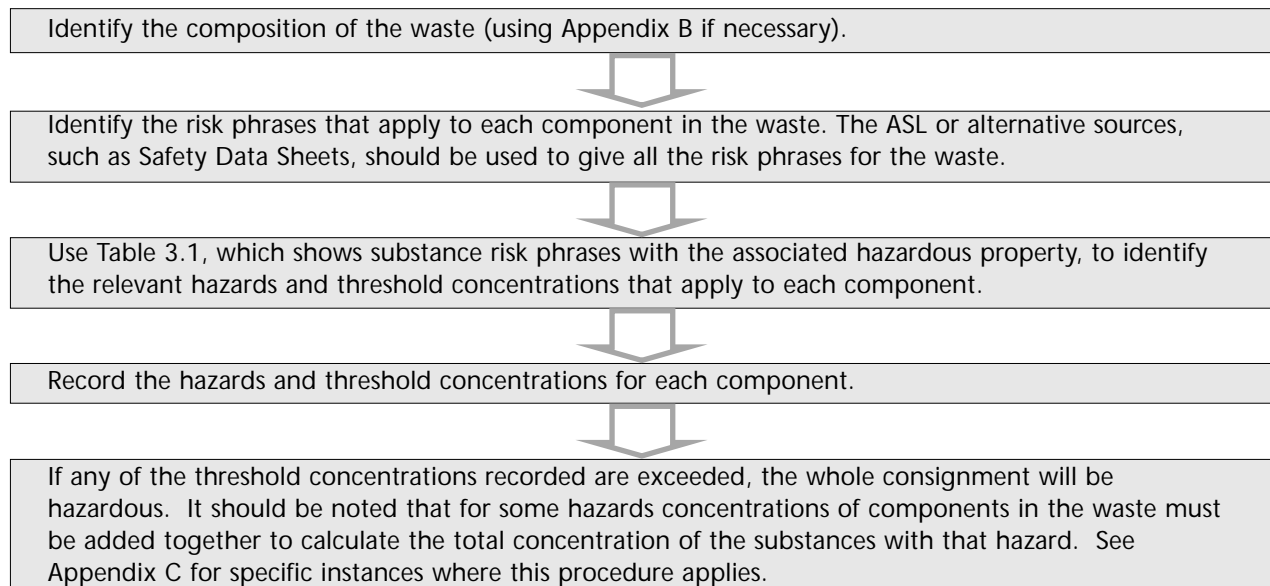 Identify the composition of the waste (using Appendix B if necessary).
Identify the risk phrases that apply to each component in the waste. The ASL or alternative sources,
such as Safety Data Sheets, should be used to give all the risk phrases for the waste.
Use Table 3.1, which shows substance risk phrases with the associated hazardous property, to identify
the relevant hazards and threshold concentrations that apply to each component.
Record the hazards and threshold concentrations for each component.
If any of the threshold concentrations recorded are exceeded, the whole consignment will be
hazardous. It should be noted that for some hazards concentrations of components in the waste must
be added together to calculate the total concentration of the substances with that hazard. See
Appendix C for specific instances where this procedure applies.